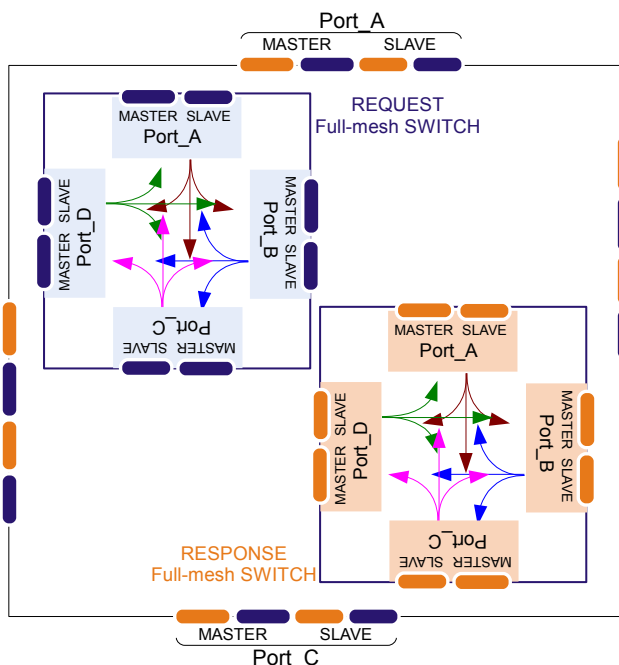 Port_A
MASTER SLAVE
REQUEST
Full-mesh SWITCH
MASTER SLAVE
Port_A
MASTER SLAVE
Port_D
MASTER SLAVE
Port_B
Port_C
SLAVE MASTER
MASTER SLAVE
Port_A
MASTER SLAVE
Port_D
MASTER SLAVE
Port_B
Port_C
SLAVE MASTER
RESPONSE
Full-mesh SWITCH
MASTER SLAVE
Port_C